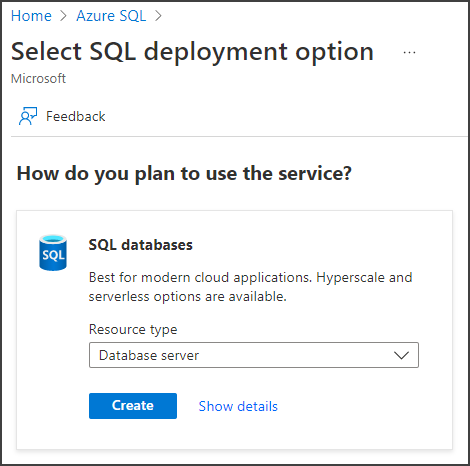 Home > Azure SQL >
Select SQL deployment option ...
Microsoft
Feedback
How do you plan to use the service?
SQL
SQL databases
Best for modern cloud applications. Hyperscale and
serverless options are available.
Resource type
Database server
Create Show details